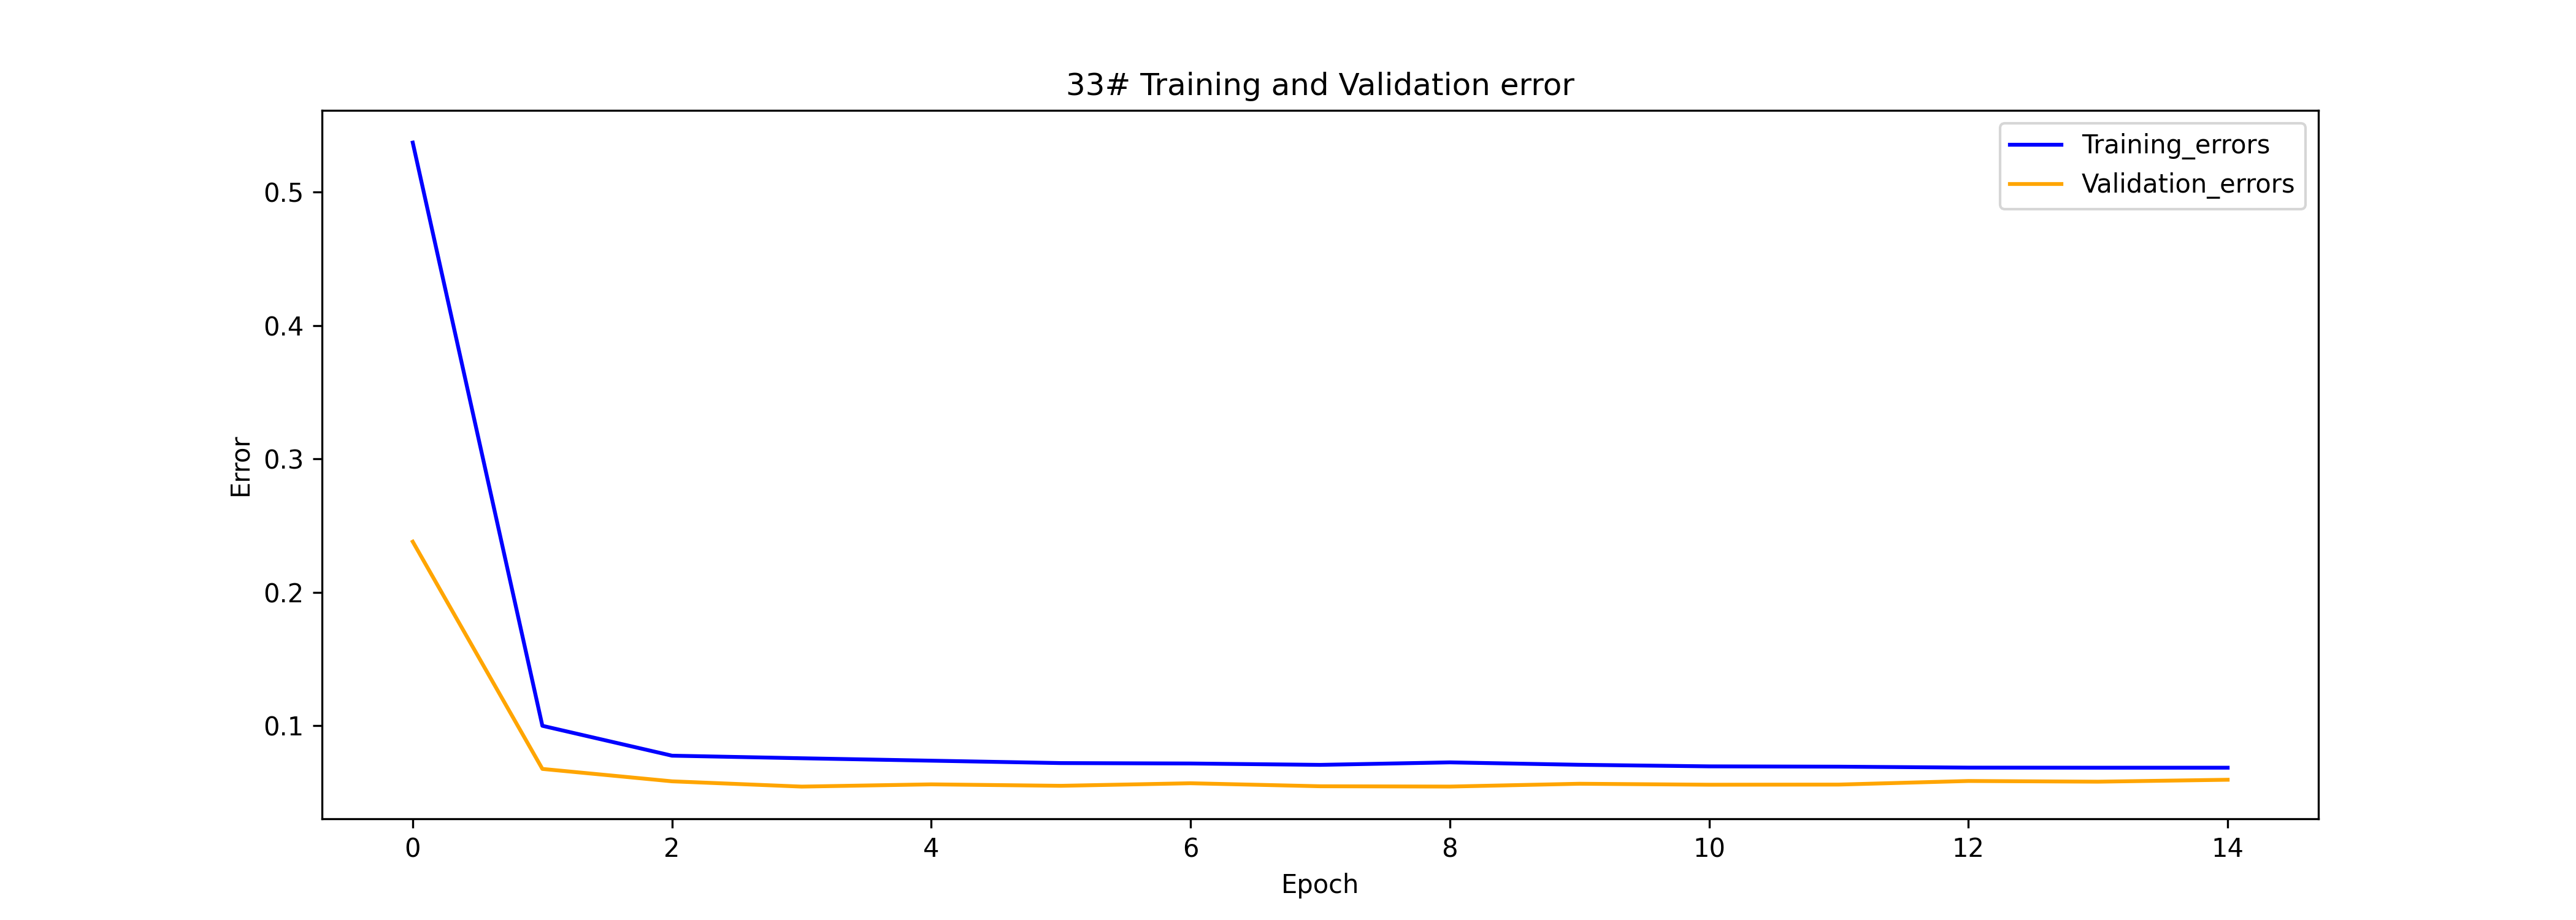 33# Training and Validation error
Training_errors
Validation_errors
0.5
0.4
0.3
0.2
0.1
Error
0 2 4 6 8 10 12 14
Epoch